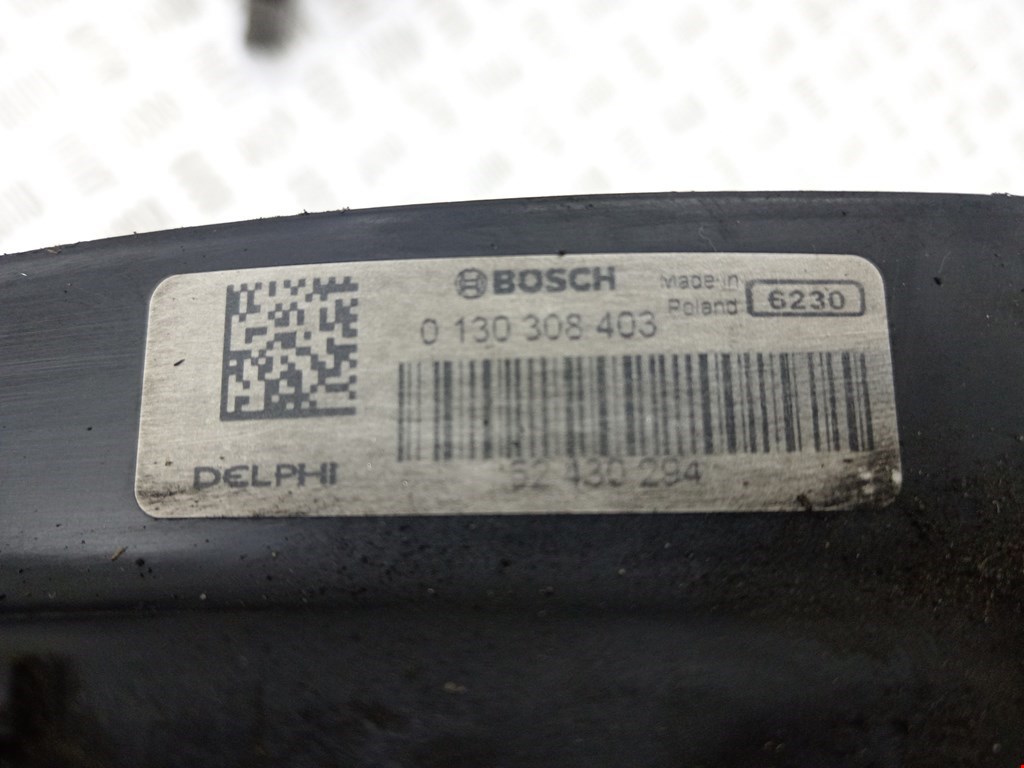 BOSCH
Made in
Poland
6230
0 130 308 403
DELPHI
52 430 294